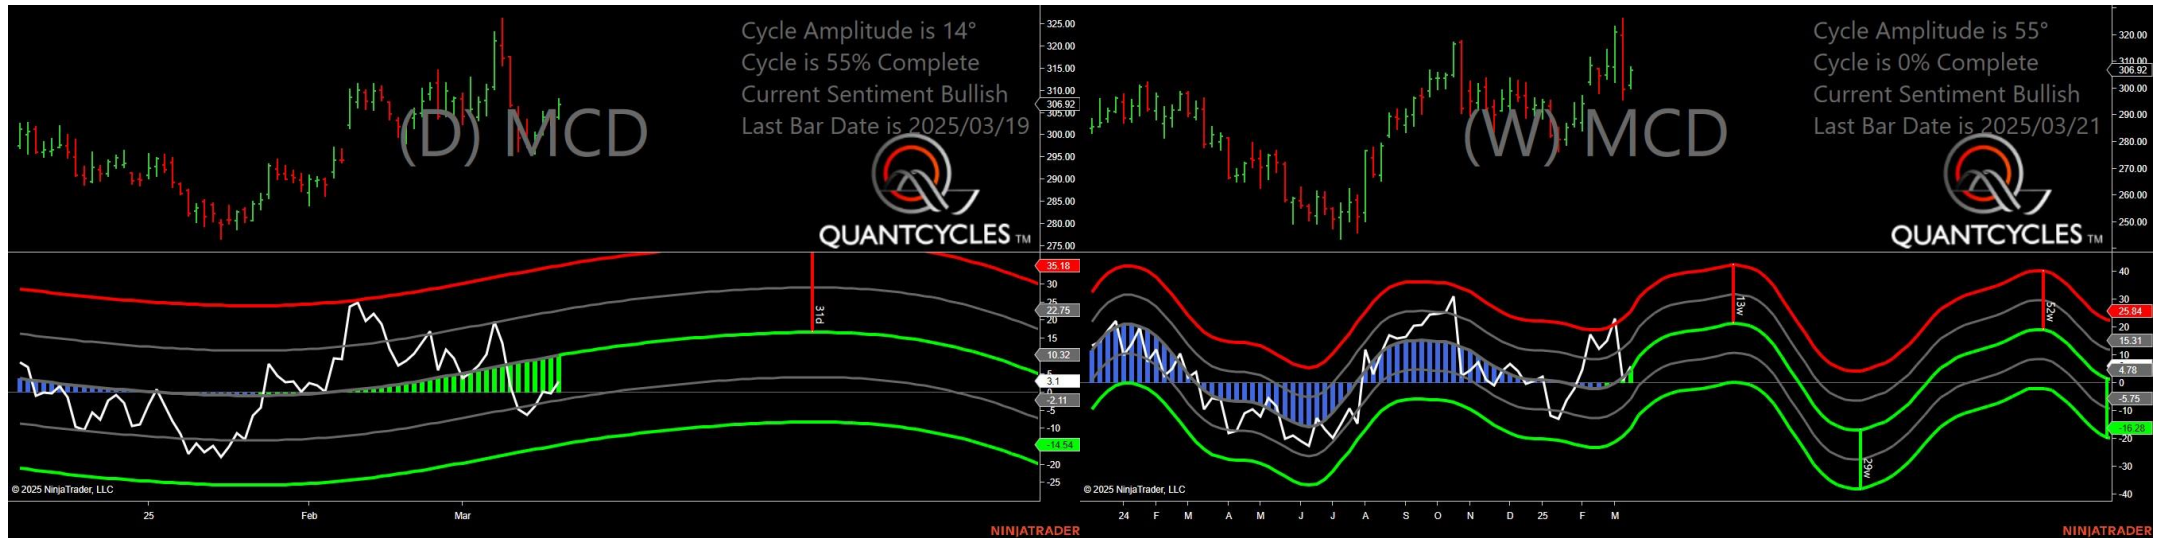 Cycle Amplitude is 14°
Cycle is 55% Complete
Current Sentiment Bullish
Last Bar Date is 2025/03/19
(D) MCD
QUANTCYCLES TM
325.00
320.00
315.00
310.00
306.92
305.00
300.00
295.00
290.00
285.00
280.00
275.00
35.18
30
25
22.75
20
15
10.32
5
3.1
0
-2.11
-5
-10
-14.54
-20
-25
31d
© 2025 NinjaTrader, LLC
25
Feb
Mar
NINJATRADER
Cycle Amplitude is 55°
Cycle is 0% Complete
Current Sentiment Bullish
Last Bar Date is 2025/03/21
(W) MCD
QUANTCYCLES TM
320.00
310.00
306.92
300.00
290.00
280.00
270.00
260.00
250.00
40
30
25.84
20
15.31
10
4.78
0
-5.75
-10
-16.28
-20
-30
-40
13w
29w
52w
© 2025 NinjaTrader, LLC
24 F M A M J J A S O N D 25 F M
NINJATRADER